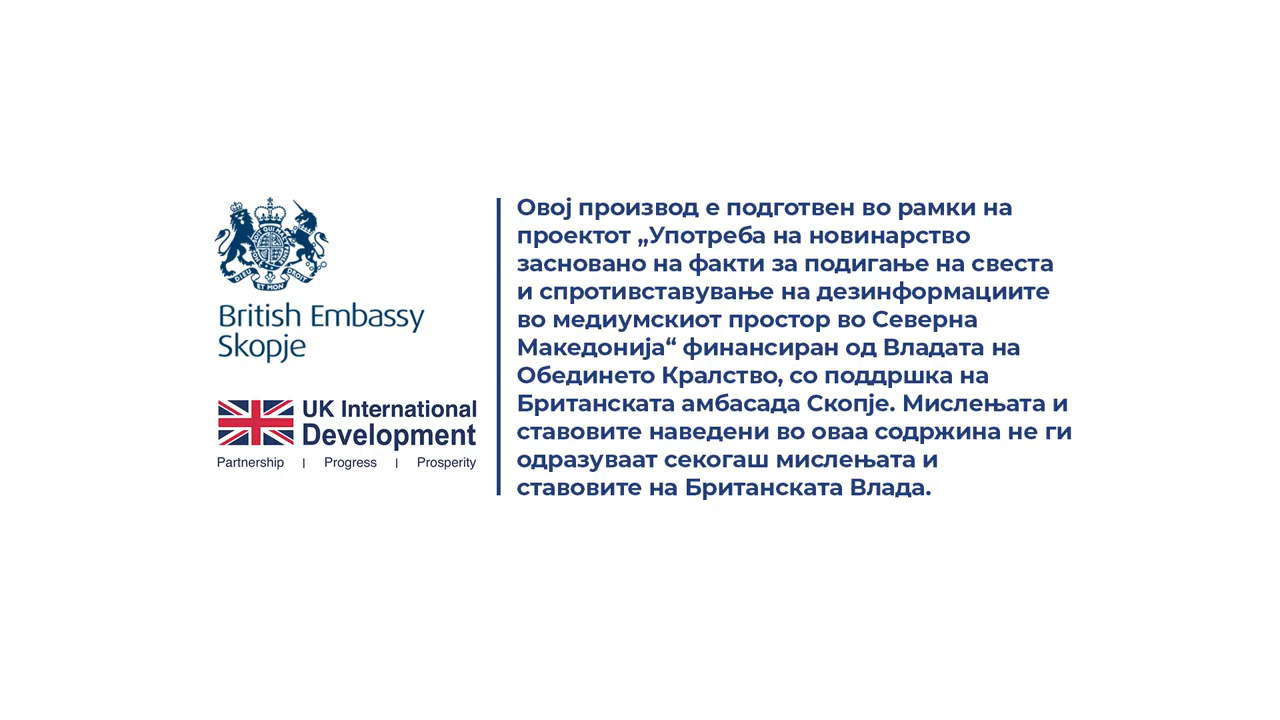 British Embassy
Skopje
UK International
Development
Partnership | Progress | Prosperity
Овој производ е подготвен во рамки на
проектот „Употреба на новинарство
засновано на факти за подигање на свеста
и спротивставување на дезинформациите
во медиумскиот простор во Северна
Македонија“ финансиран од Владата на
Обединето Кралство, со поддршка на
Британската амбасада Скопје. Мислењата и
ставовите наведени во оваа содржина не ги
одразуваат секогаш мислењата и
ставовите на Британската Влада.